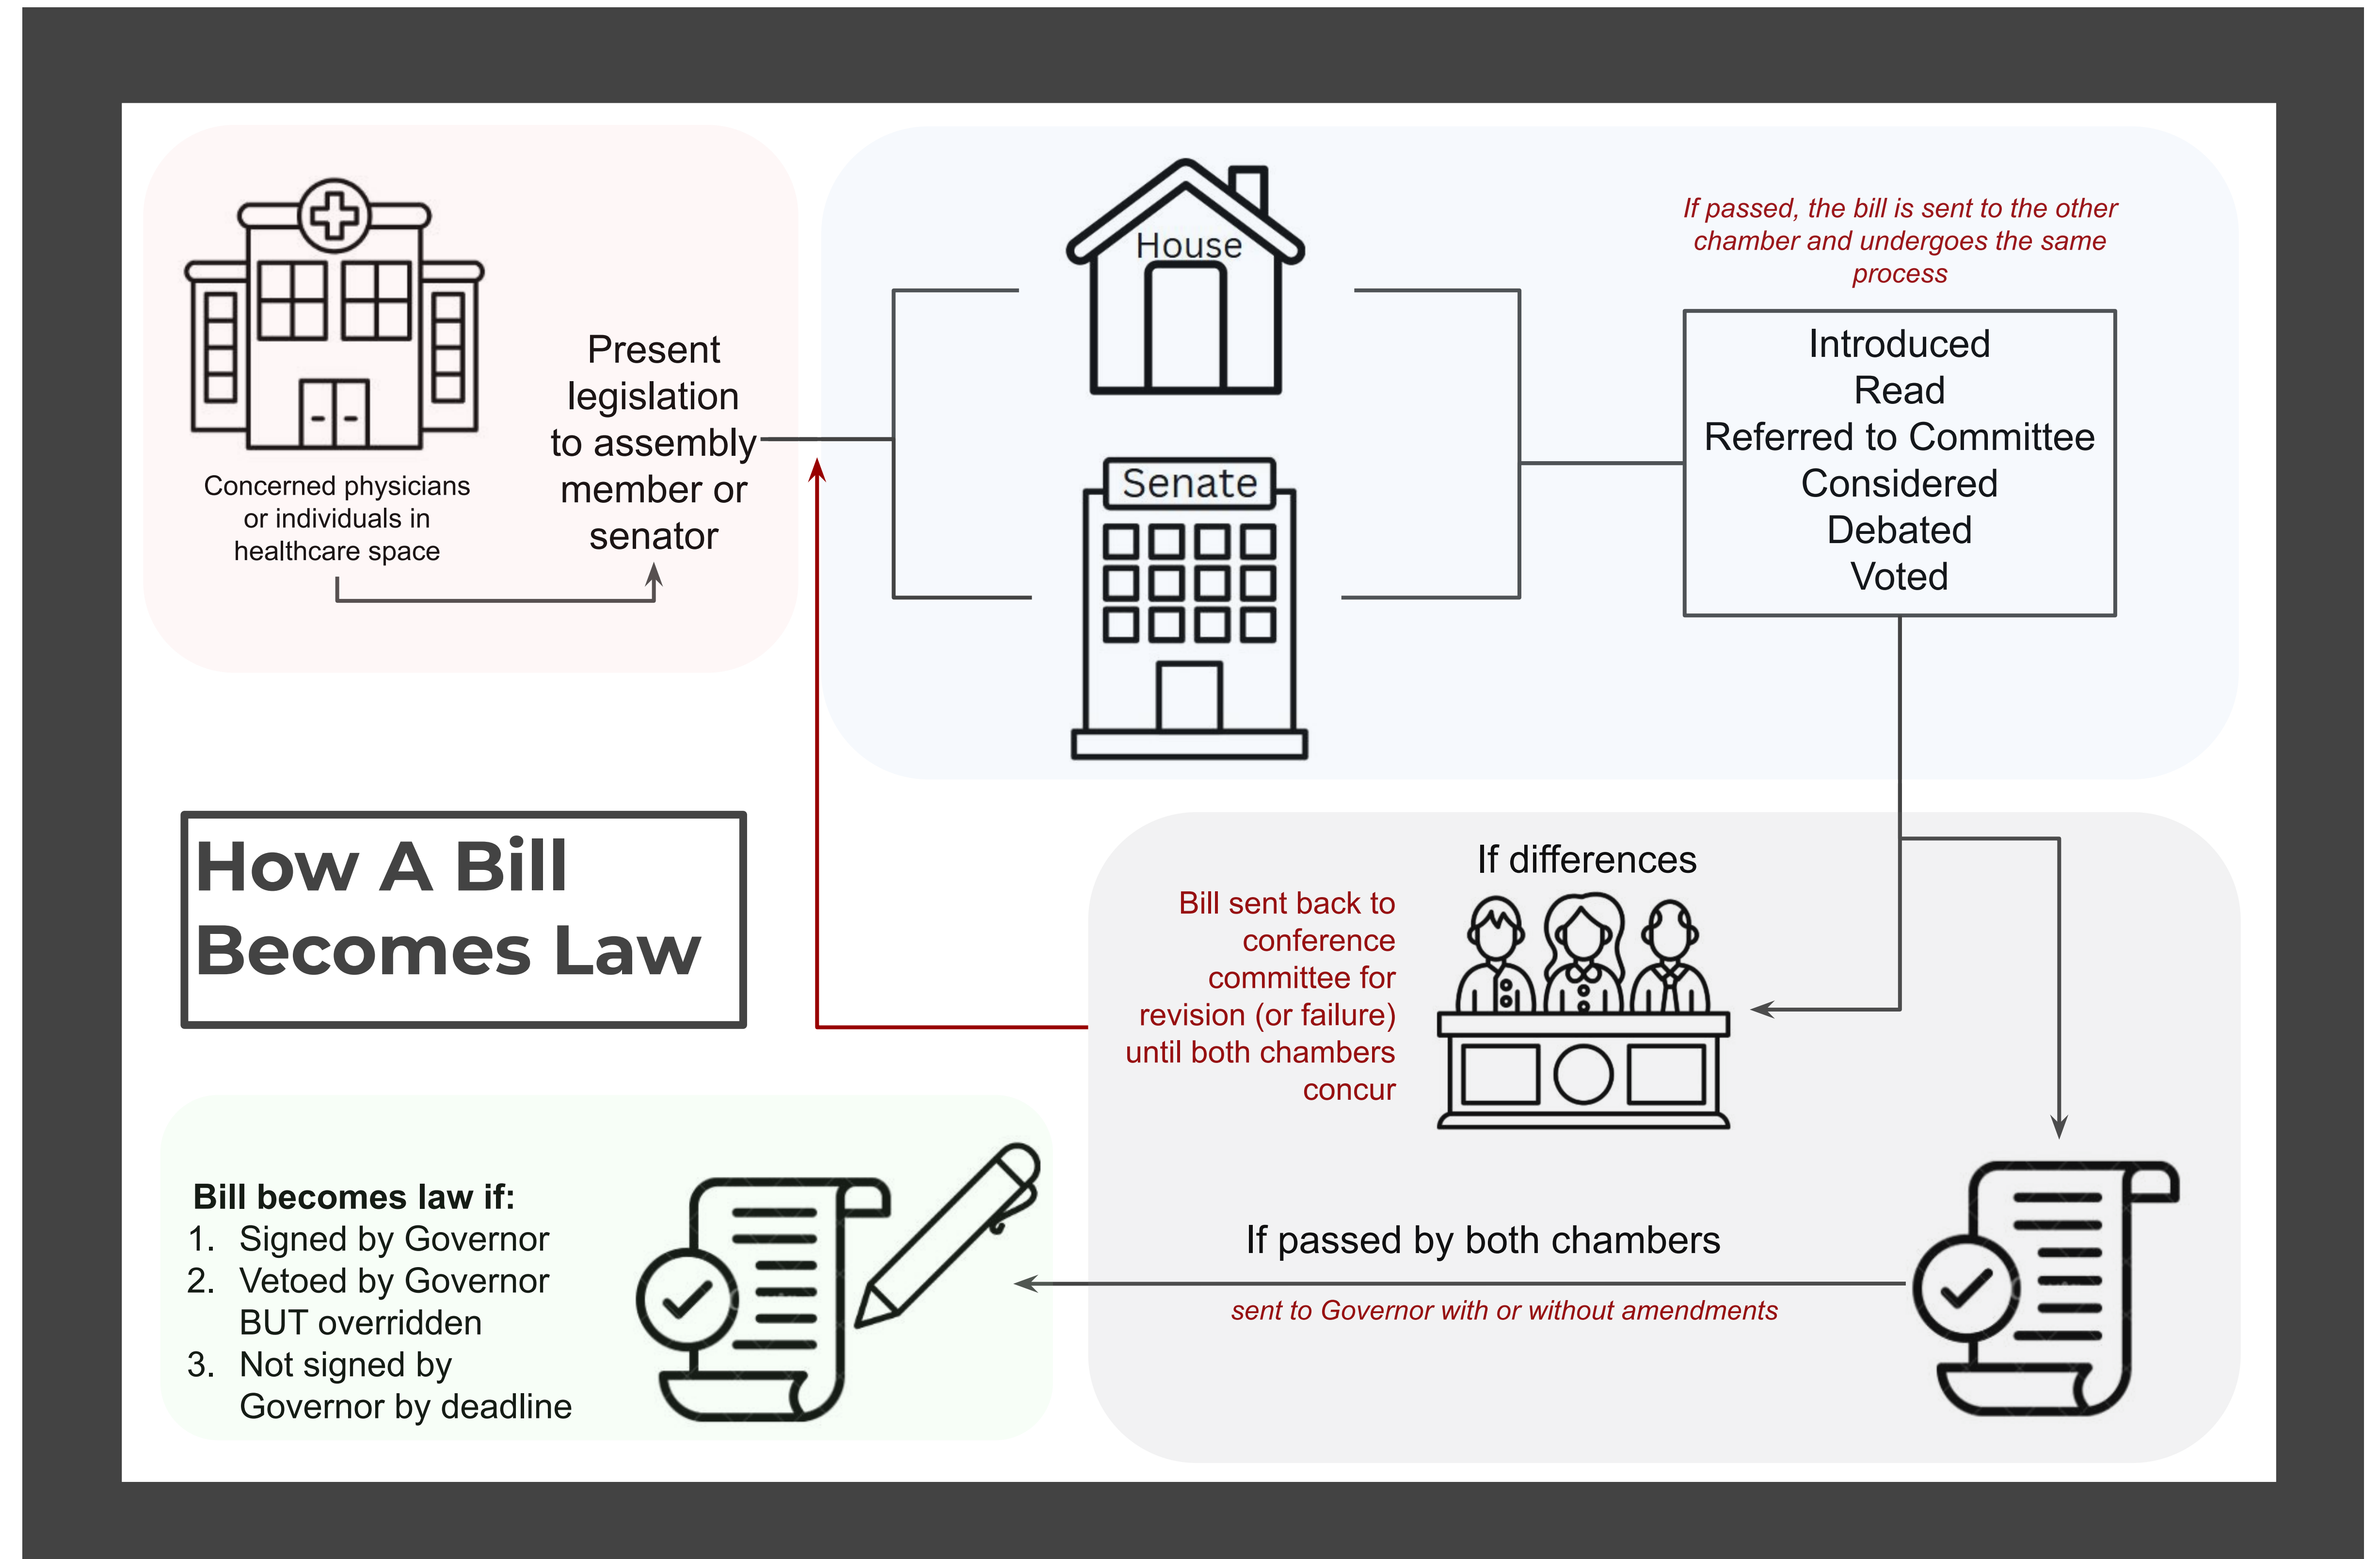 Concerned physicians
or individuals in
healthcare space
Present
legislation
to assembly
member or
senator
House
Senate
If passed, the bill is sent to the other
chamber and undergoes the same
process
Introduced
Read
Referred to Committee
Considered
Debated
Voted
How A Bill
Becomes Law
If differences
Bill sent back to
conference
committee for
revision (or failure)
until both chambers
concur
If passed by both chambers
sent to Governor with or without amendments
Bill becomes law if:
1. Signed by Governor
2. Vetoed by Governor
BUT overridden
3. Not signed by
Governor by deadline